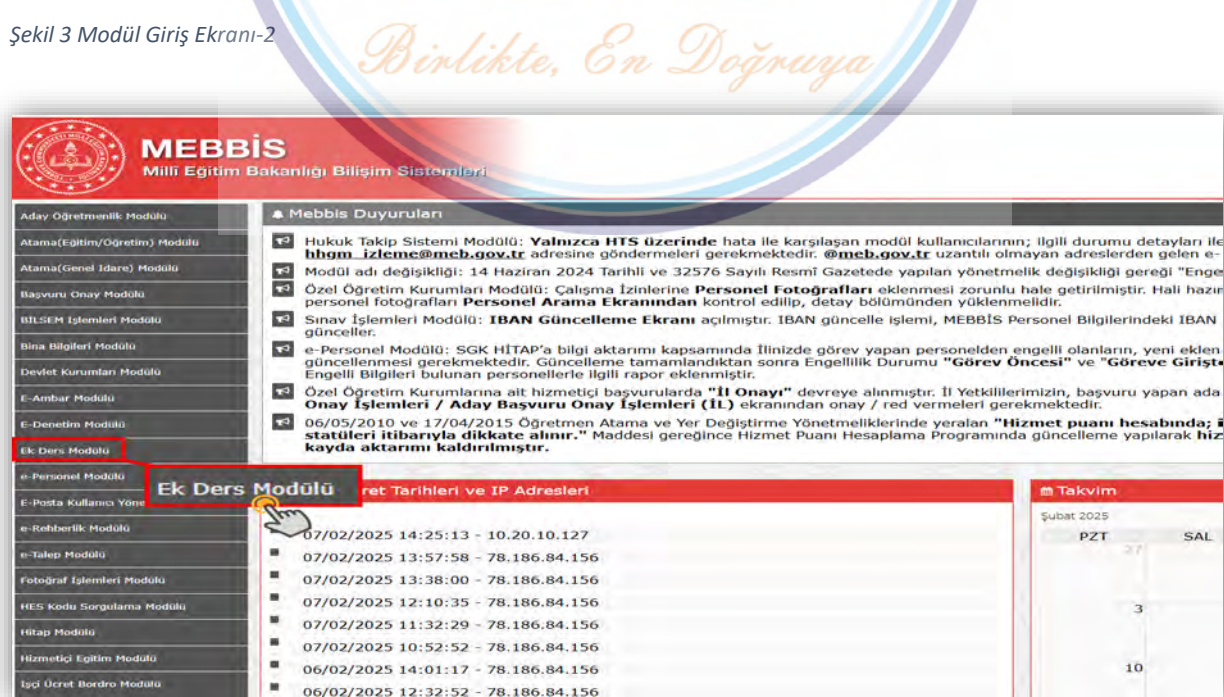 Şekil 3 Modül Giriş Ekranı-2
Birlikte, En Doğruya
MEBBİS
Millî Eğitim Bakanlığı Bilişim Sistemleri
Aday Öğretmenlik Modülü
Atama(Eğitim/Öğretim) Modülü
Atama(Genel İdare) Modülü
Başvuru Onay Modülü
BİLSEM İşlemleri Modülü
Bina Bilgileri Modülü
Devlet Kurumları Modülü
E-Ambar Modülü
E-Denetim Modülü
Ek Ders Modülü
e-Personel Modülü
E-Posta Kullanıcı Yöne
e-Rehberlik Modülü
e-Talep Modülü
Fotoğraf İşlemleri Modülü
HES Kodu Sorgulama Modülü
Hitap Modülü
Hizmetiçi Eğitim Modülü
İşçi Ücret Bordro Modülü
Ek Ders Modülü
Mebbis Duyuruları
Hukuk Takip Sistemi Modülü: Yalnızca HTS üzerinde hata ile karşılaşan modül kullanıcılarının; ilgili durumu detayları ile
hhgm_izleme@meb.gov.tr adresine göndermeleri gerekmektedir. @meb.gov.tr uzantılı olmayan adreslerden gelen e-
Modül adı değişikliği: 14 Haziran 2024 Tarihli ve 32576 Sayılı Resmî Gazetede yapılan yönetmelik değişikliği gereği "Enge
Özel Öğretim Kurumları Modülü: Çalışma İzinlerine Personel Fotoğrafları eklenmesi zorunlu hale getirilmiştir. Hali hazır
personel fotoğrafları Personel Arama Ekranından kontrol edilip, detay bölümünden yüklenmelidir.
Sınav İşlemleri Modülü: IBAN Güncelleme Ekranı açılmıştır. IBAN güncelle işlemi, MEBBİS Personel Bilgilerindeki IBAN
günceller.
e-Personel Modülü: SGK HİTAP'a bilgi aktarımı kapsamında İlinizde görev yapan personelden engelli olanların, yeni eklen
güncellenmesi gerekmektedir. Güncelleme tamamlandıktan sonra Engellilik Durumu "Görev Öncesi" ve "Göreve Girişt
Engelli Bilgileri bulunan personellerle ilgili rapor eklenmiştir.
Özel Öğretim Kurumlarına ait hizmetiçi başvurularda "İl Onayı" devreye alınmıştır. İl Yetkililerimizin, başvuru yapan ada
Onay İşlemleri / Aday Başvuru Onay İşlemleri (İL) ekranından onay / red vermeleri gerekmektedir.
06/05/2010 ve 17/04/2015 Öğretmen Atama ve Yer Değiştirme Yönetmeliklerinde yeralan "Hizmet puanı hesabında; i
statüleri itibarıyla dikkate alınır." Maddesi gereğince Hizmet Puanı Hesaplama Programında güncelleme yapılarak hiz
kayda aktarımı kaldırılmıştır.
ret Tarihleri ve IP Adresleri
07/02/2025 14:25:13 - 10.20.10.127
07/02/2025 13:57:58 - 78.186.84.156
07/02/2025 13:38:00 - 78.186.84.156
07/02/2025 12:10:35 - 78.186.84.156
07/02/2025 11:32:29 - 78.186.84.156
07/02/2025 10:52:52 - 78.186.84.156
06/02/2025 14:01:17 - 78.186.84.156
06/02/2025 12:32:52 - 78.186.84.156
Takvim
Şubat 2025
PZT SAL
27
3
10